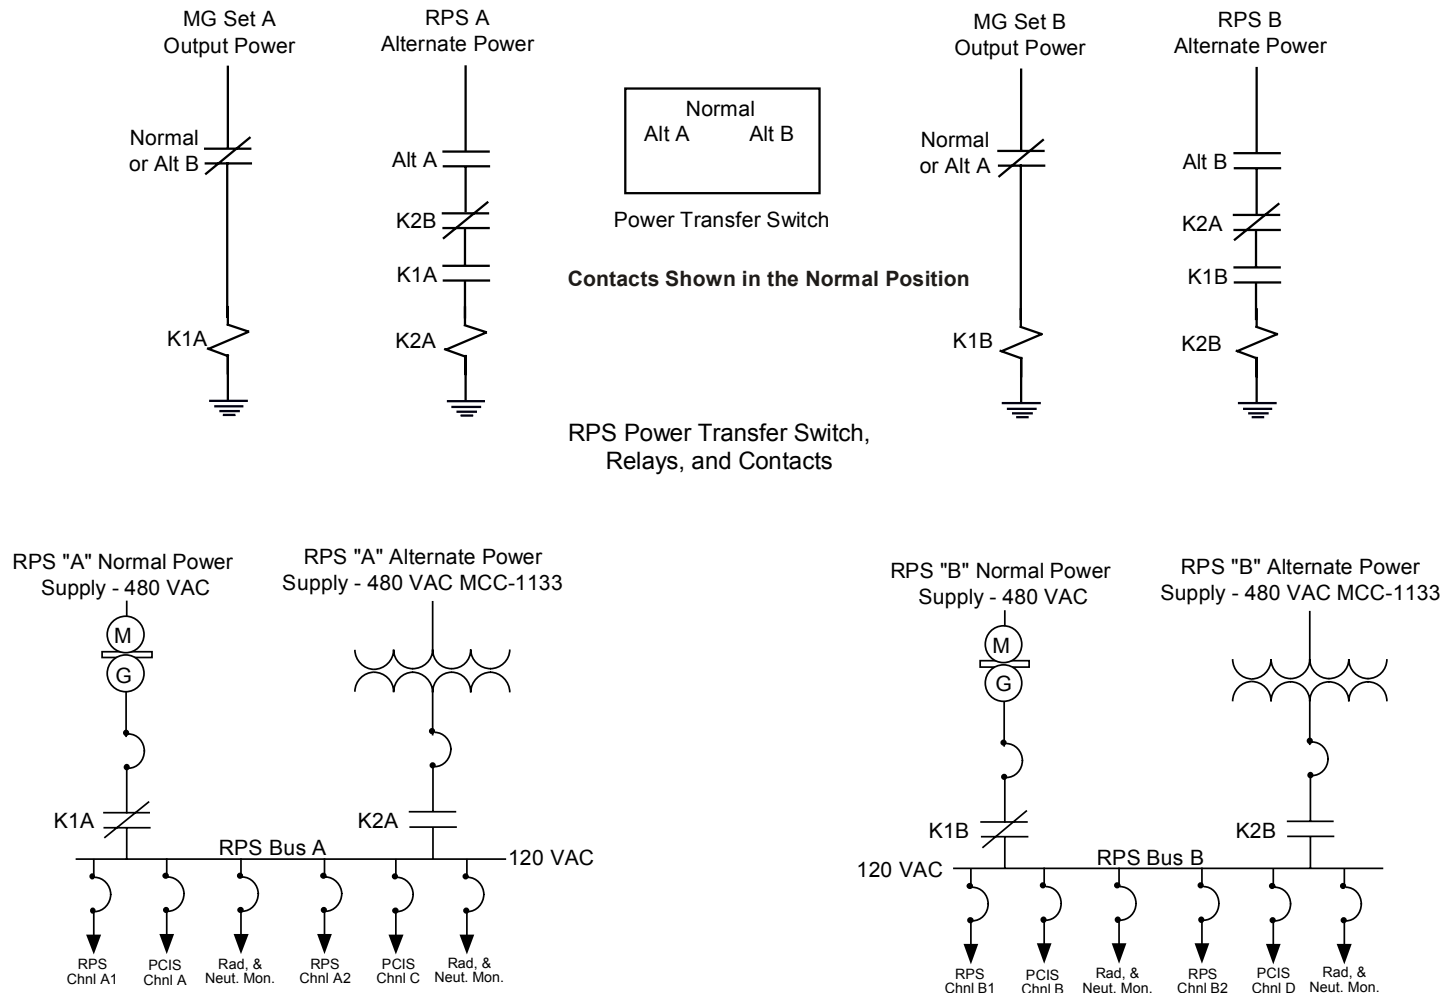 MG Set A
Output Power
RPS A
Alternate Power
MG Set B
Output Power
RPS B
Alternate Power
Normal
Alt A Alt B
Power Transfer Switch
Contacts Shown in the Normal Position
Normal
or Alt B
K1A
Alt A
K2B
K1A
K2A
Normal
or Alt A
K1B
Alt B
K2A
K1B
K2B
RPS Power Transfer Switch,
Relays, and Contacts
RPS "A" Normal Power
Supply - 480 VAC
RPS "A" Alternate Power
Supply - 480 VAC MCC-1133
M
G
K1A
K2A
RPS Bus A
120 VAC
RPS
Chnl A1
PCIS
Chnl A
Rad, &
Neut. Mon.
RPS
Chnl A2
PCIS
Chnl C
Rad, &
Neut. Mon.
RPS "B" Normal Power
Supply - 480 VAC
RPS "B" Alternate Power
Supply - 480 VAC MCC-1133
M
G
K1B
K2B
120 VAC
RPS Bus B
RPS
Chnl B1
PCIS
Chnl B
Rad, &
Neut. Mon.
RPS
Chnl B2
PCIS
Chnl D
Rad, &
Neut. Mon.